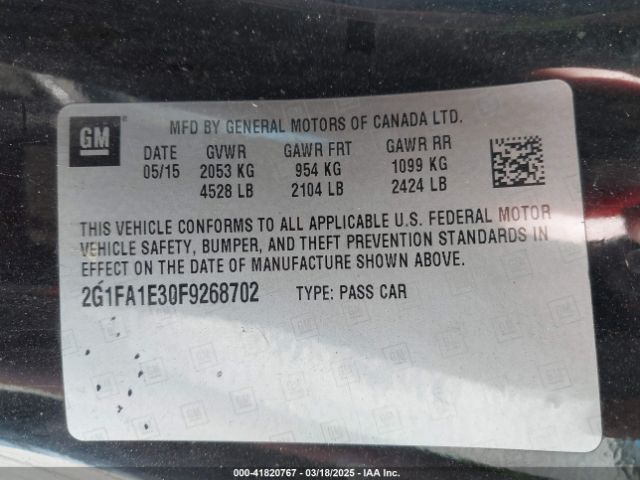 GM
MFD BY GENERAL MOTORS OF CANADA LTD.
DATE GVWR GAWR FRT GAWR RR
05/15 2053 KG 954 KG 1099 KG
4528 LB 2104 LB 2424 LB
THIS VEHICLE CONFORMS TO ALL APPLICABLE U.S. FEDERAL MOTOR
VEHICLE SAFETY, BUMPER, AND THEFT PREVENTION STANDARDS IN
EFFECT ON THE DATE OF MANUFACTURE SHOWN ABOVE.
2G1FA1E30F9268702 TYPE: PASS CAR
000-41820767 — 03/18/2025 — IAA Inc.